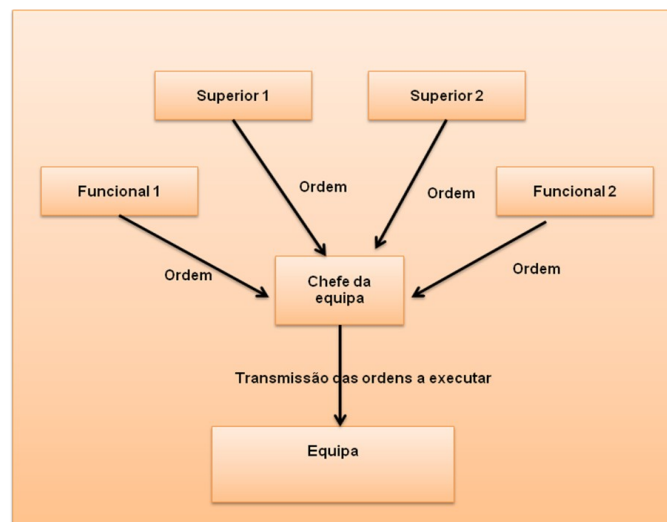 Superior 1
Superior 2
Funcional 1
Ordem
Ordem
Funcional 2
Ordem
Chefe da
equipa
Ordem
Transmissão das ordens a executar
Equipa